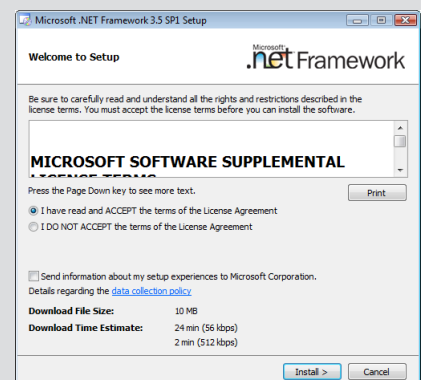 Microsoft .NET Framework 3.5 SP1 Setup
Welcome to Setup
Microsoft
.net Framework
Be sure to carefully read and understand all the rights and restrictions described in the
license terms. You must accept the license terms before you can install the software.
MICROSOFT SOFTWARE SUPPLEMENTAL
LICENSE TERMS
Press the Page Down key to see more text.
Print
I have read and ACCEPT the terms of the License Agreement
I DO NOT ACCEPT the terms of the License Agreement
Send information about my setup experiences to Microsoft Corporation.
Details regarding the data collection policy
Download File Size: 10 MB
Download Time Estimate: 24 min (56 kbps)
2 min (512 kbps)
Install > Cancel